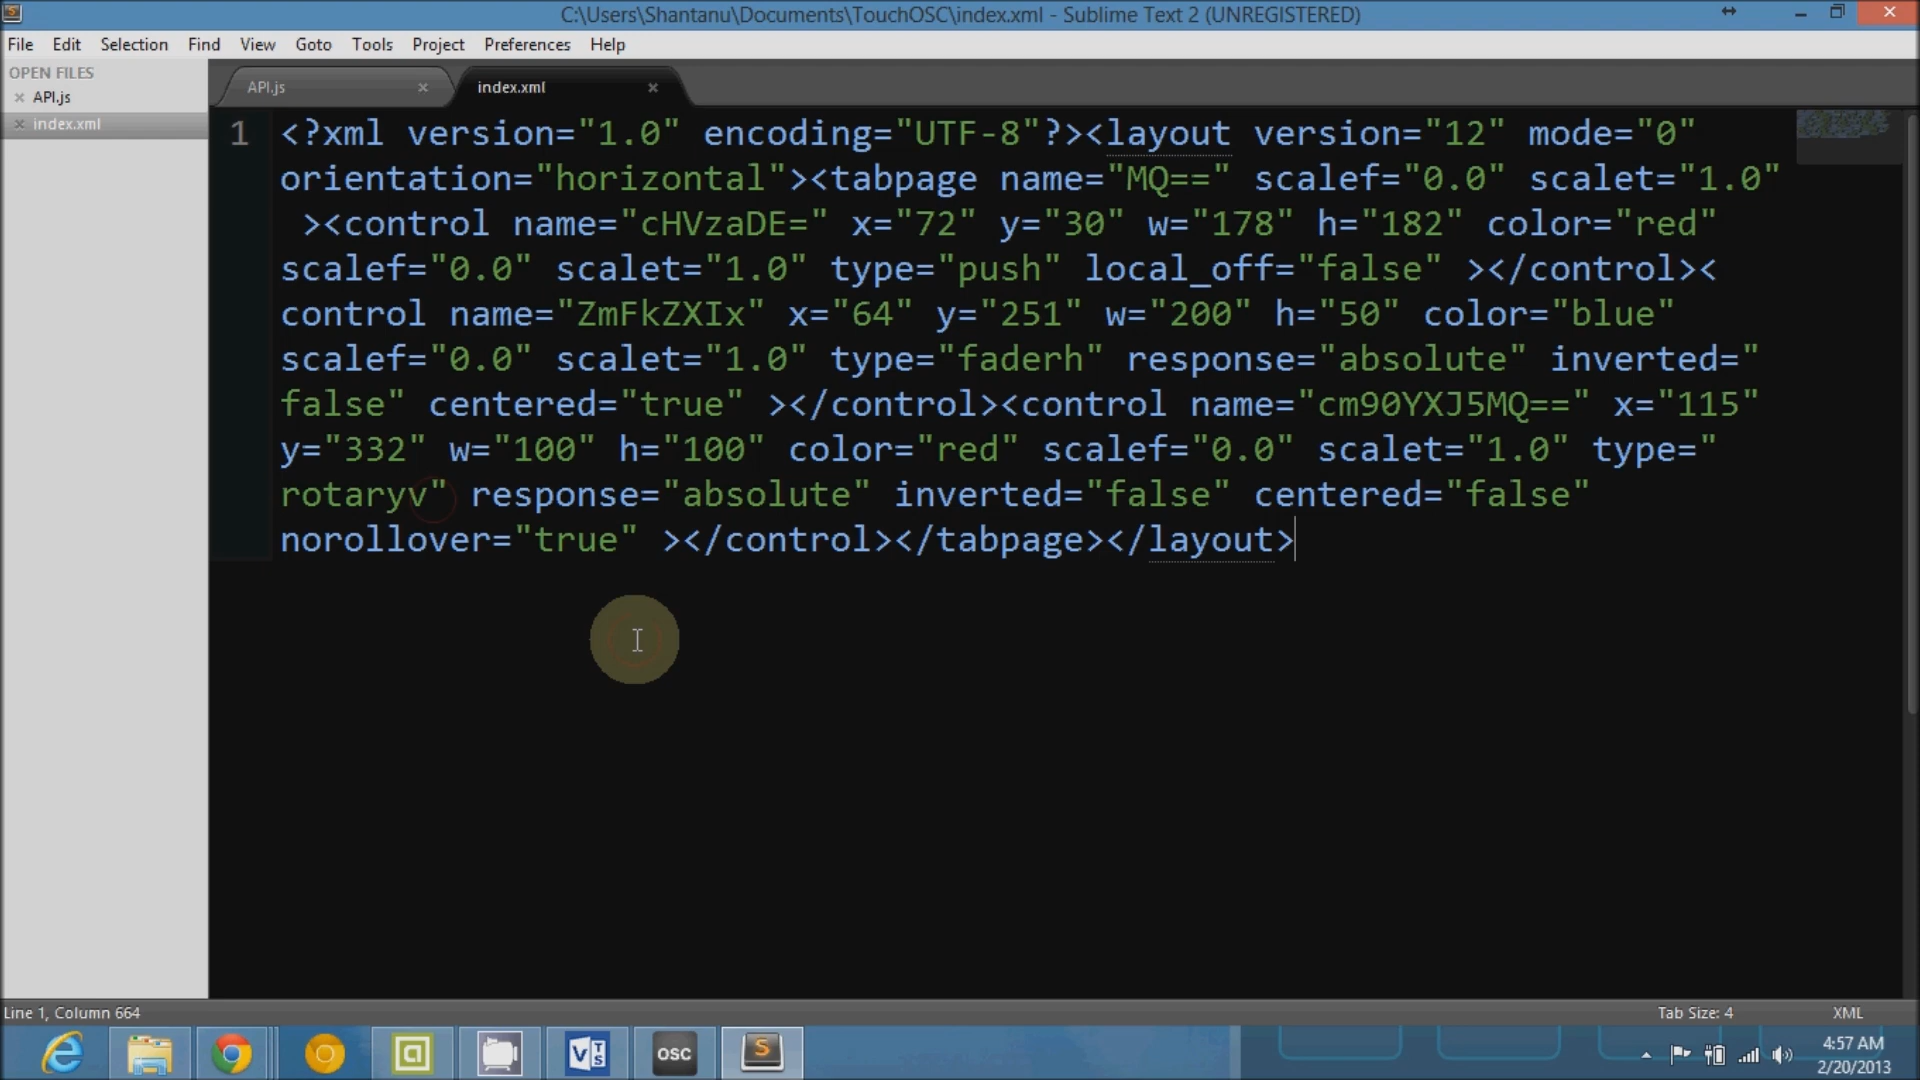 C:\Users\Shantanu\Documents\TouchOSC\index.xml - Sublime Text 2 (UNREGISTERED)
File Edit Selection Find View Goto Tools Project Preferences Help
OPEN FILES
API.js
index.xml
API.js index.xml
1 <?xml version="1.0" encoding="UTF-8"?><layout version="12" mode="0"
orientation="horizontal"><tabpage name="MQ==" scalef="0.0" scalet="1.0"
><control name="cHVzaDE=" x="72" y="30" w="178" h="182" color="red"
scalef="0.0" scalet="1.0" type="push" local_off="false" ></control><
control name="ZmFkZXIx" x="64" y="251" w="200" h="50" color="blue"
scalef="0.0" scalet="1.0" type="faderh" response="absolute" inverted="
false" centered="true" ></control><control name="cm90YXJ5MQ==" x="115"
y="332" w="100" h="100" color="red" scalef="0.0" scalet="1.0" type="
rotaryv" response="absolute" inverted="false" centered="false"
norollover="true" ></control></tabpage></layout>
Line 1, Column 664
Tab Size: 4 XML
OSC
4:57 AM
2/20/2013